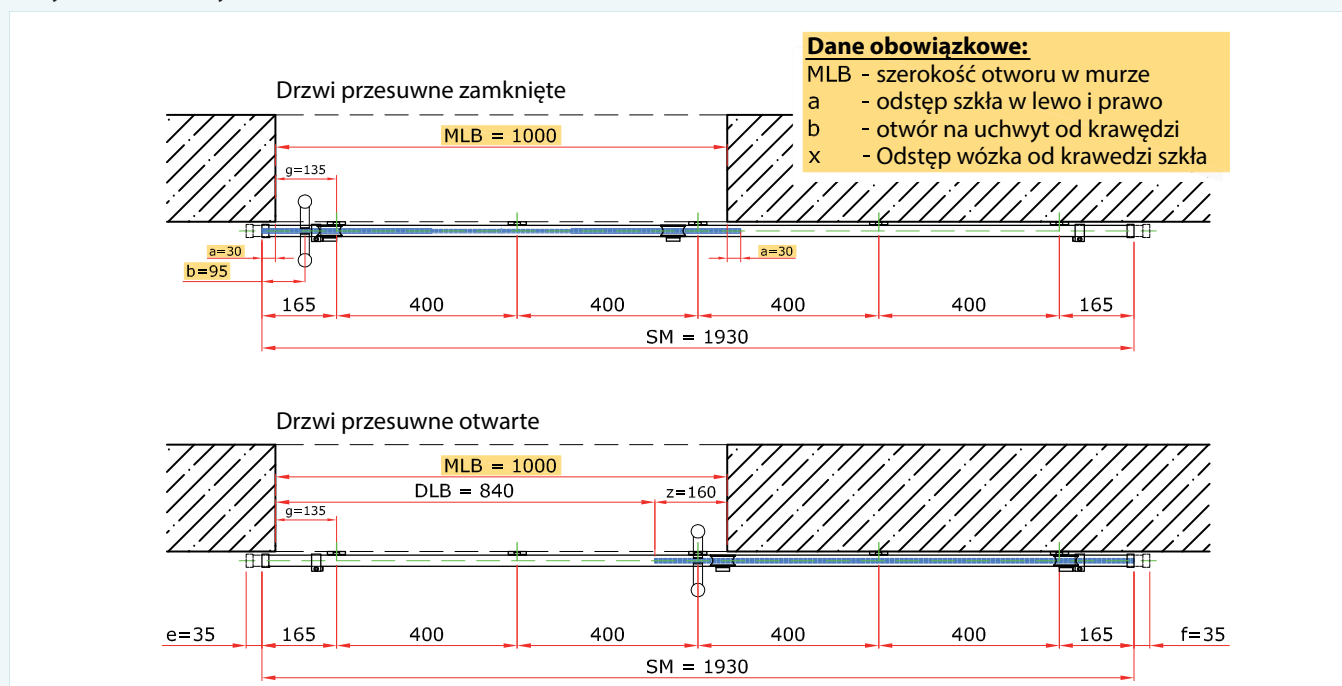 Dane obowiązkowe:
MLB - szerokość otworu w murze
a - odstęp szkła w lewo i prawo
b - otwór na uchwyt od krawędzi
x - Odstęp wózka od krawedzi szkła
Drzwi przesuwne zamknięte
MLB = 1000
g=135
a=30
a=30
b=95
165 400 400 400 400 165
SM = 1930
Drzwi przesuwne otwarte
MLB = 1000
DLB = 840 z=160
g=135
e=35 165 400 400 400 400 165 f=35
SM = 1930